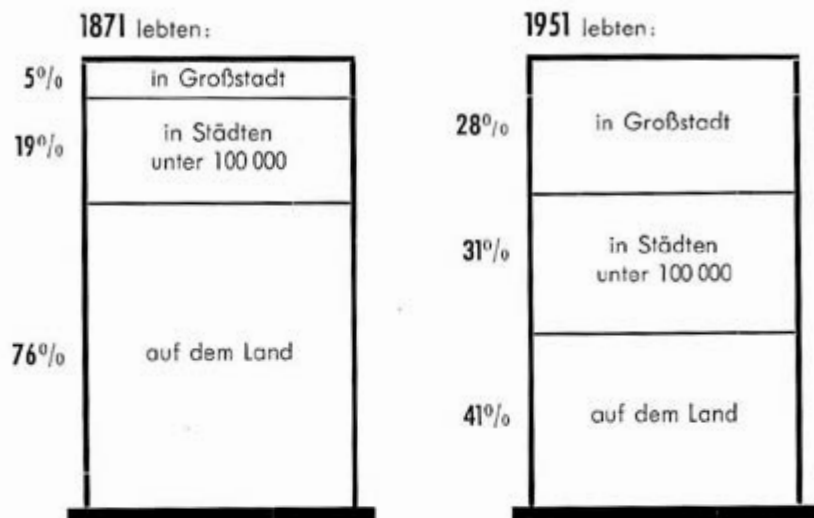 1871 lebten:
5% in Großstadt
19% in Städten
unter 100 000
76% auf dem Land
1951 lebten:
28% in Großstadt
31% in Städten
unter 100 000
41% auf dem Land